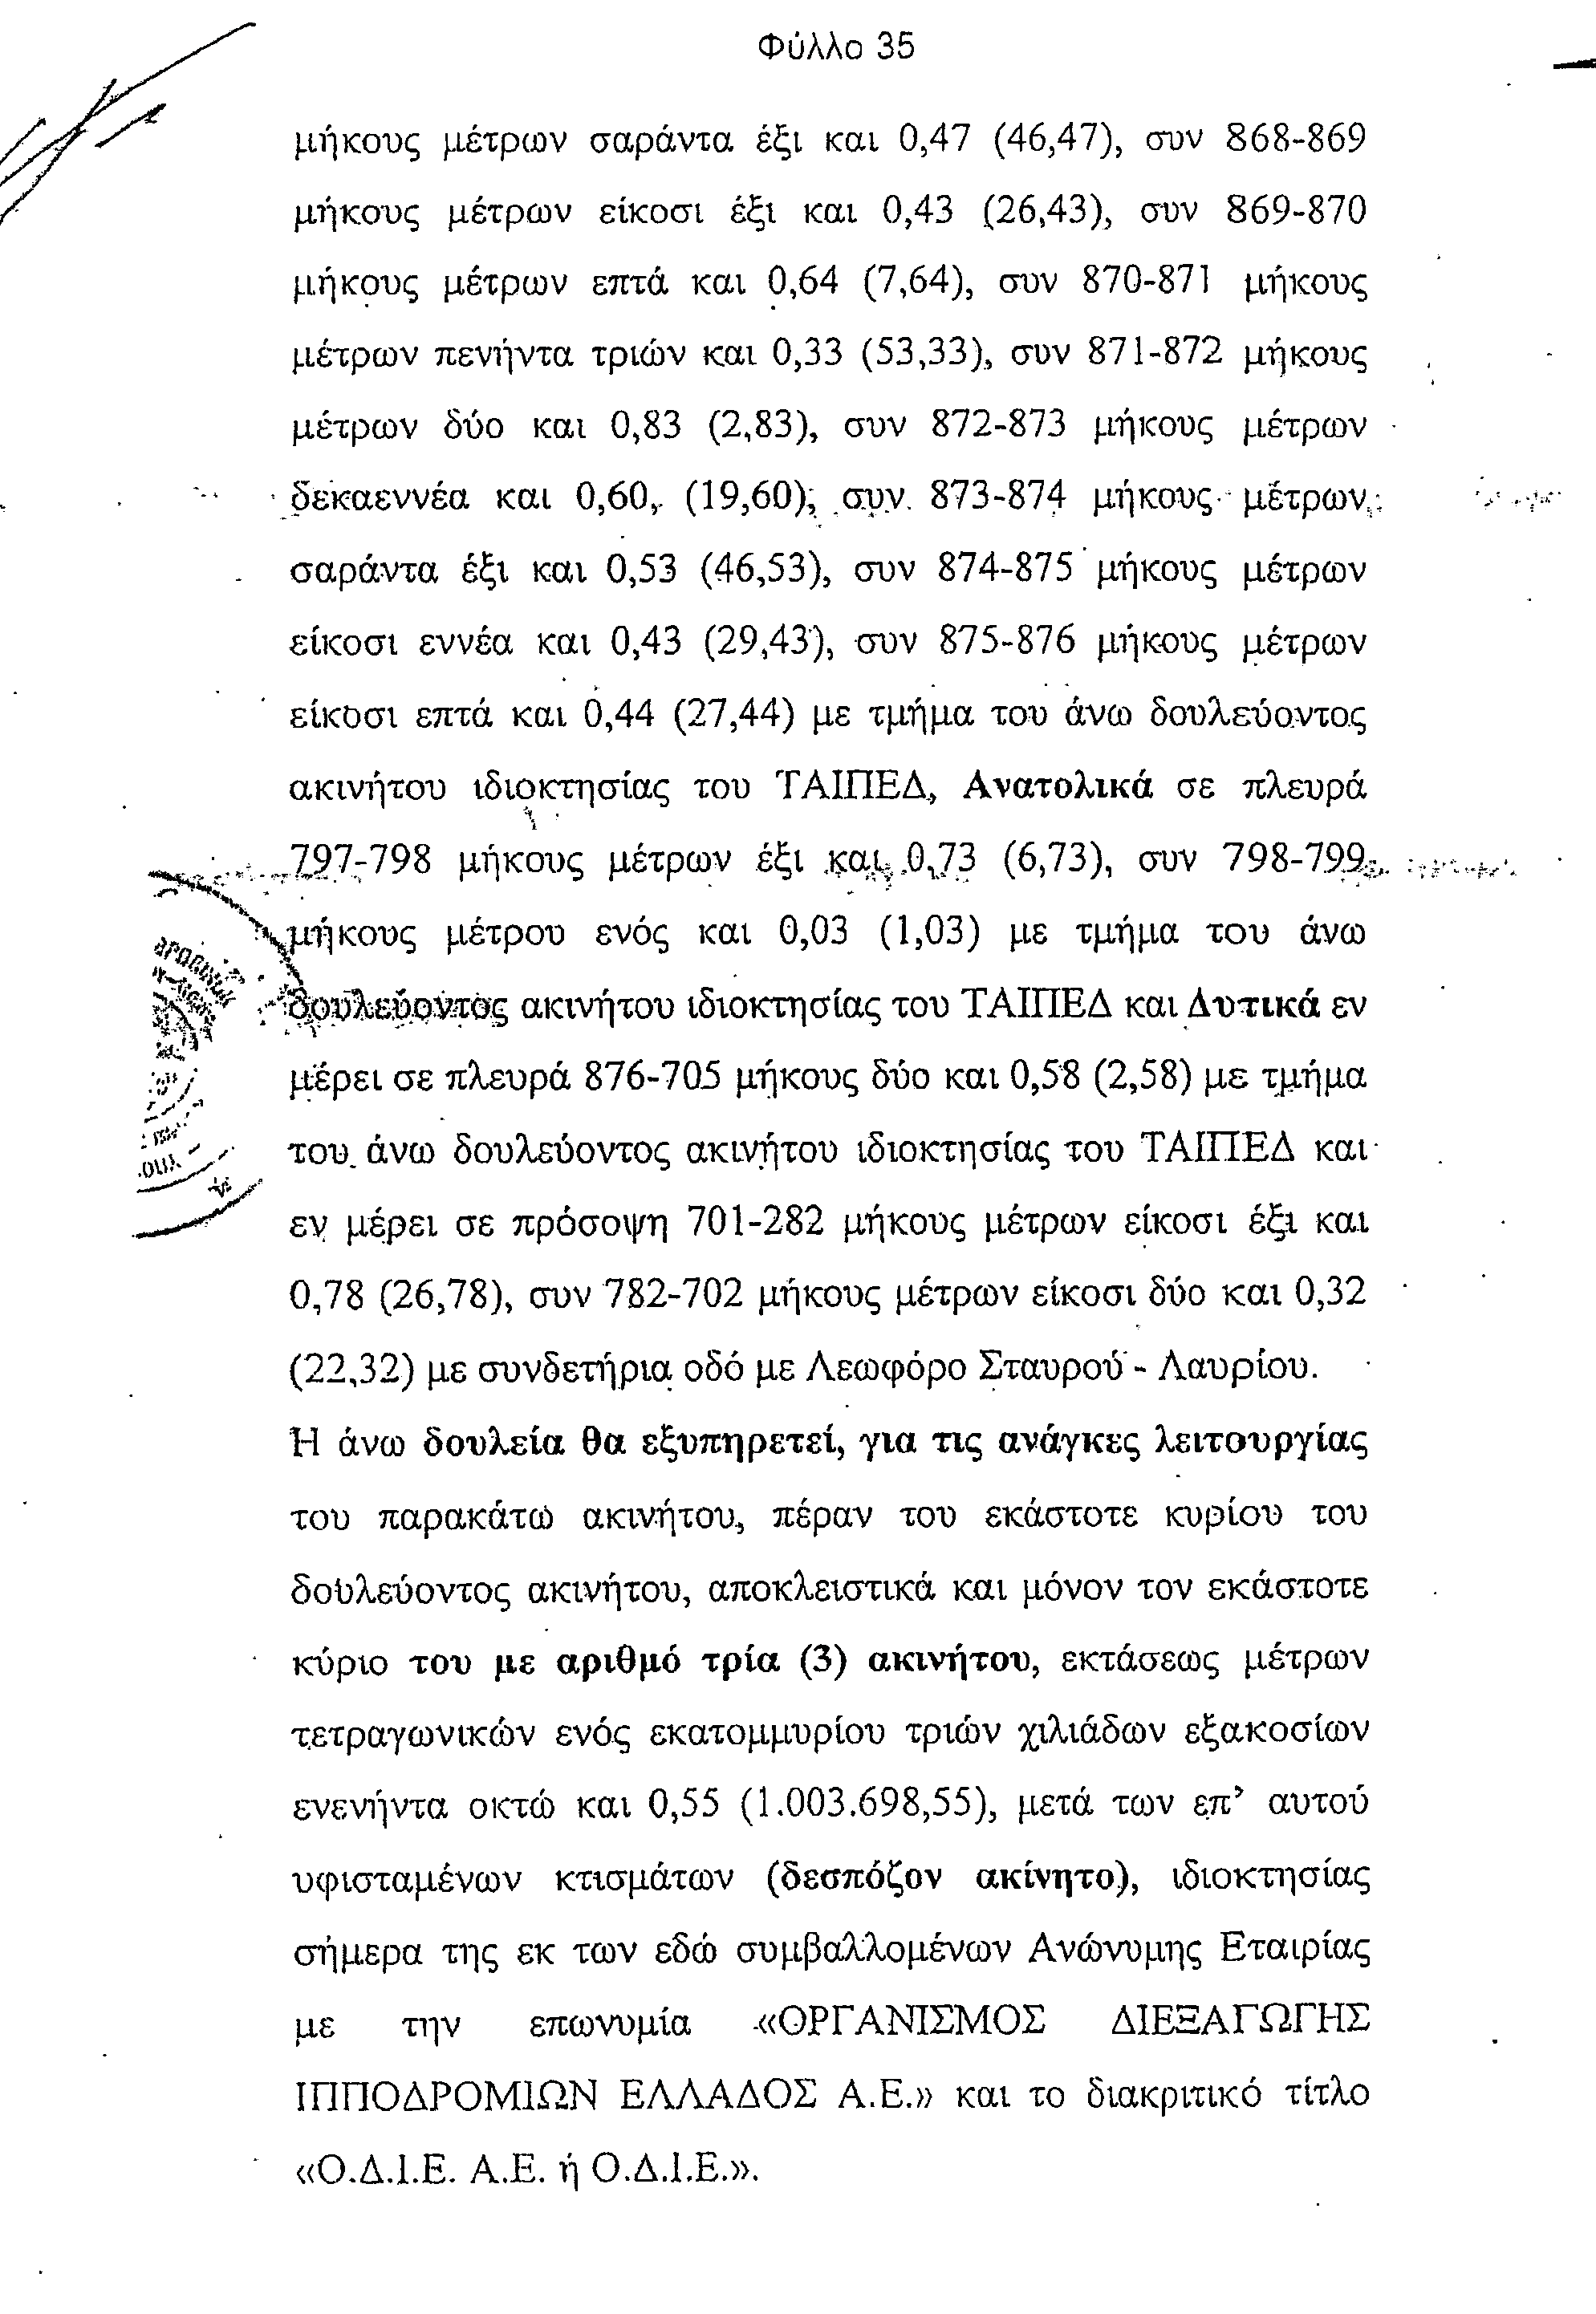 Φύλλο 35
μήκους μέτρων σαράντα έξι και 0,47 (46,47), συν 868-869
μήκους μέτρων είκοσι έξι και 0,43 (26,43), συν 869-870
μήκους μέτρων επτά και 0,64 (7,64), συν 870-871 μήκους
μέτρων πενήντα τριών και 0,33 (53,33), συν 871-872 μήκους
μέτρων δύο και 0,83 (2,83), συν 872-873 μήκους μέτρων
δεκαεννέα και 0,60, (19,60), συν 873-874 μήκους μέτρων
σαράντα έξι και 0,53 (46,53), συν 874-875 μήκους μέτρων
είκοσι εννέα και 0,43 (29,43), συν 875-876 μήκους μέτρων
είκοσι επτά και 0,44 (27,44) με τμήμα του άνω δουλεύοντος
ακινήτου ιδιοκτησίας του ΤΑΙΠΕΔ, Ανατολικά σε πλευρά
797-798 μήκους μέτρων έξι και 0,73 (6,73), συν 798-799
μήκους μέτρου ενός και 0,03 (1,03) με τμήμα του άνω
δουλεύοντος ακινήτου ιδιοκτησίας του ΤΑΙΠΕΔ και Δυτικά εν
μέρει σε πλευρά 876-705 μήκους δύο και 0,58 (2,58) με τμήμα
του άνω δουλεύοντος ακινήτου ιδιοκτησίας του ΤΑΙΠΕΔ και
εν μέρει σε πρόσοψη 701-282 μήκους μέτρων είκοσι έξι και
0,78 (26,78), συν 782-702 μήκους μέτρων είκοσι δύο και 0,32
(22,32) με συνδετήρια οδό με Λεωφόρο Σταυρού - Λαυρίου.
Η άνω δουλεία θα εξυπηρετεί, για τις ανάγκες λειτουργίας
του παρακάτω ακινήτου, πέραν του εκάστοτε κυρίου του
δουλεύοντος ακινήτου, αποκλειστικά και μόνον τον εκάστοτε
κύριο του με αριθμό τρία (3) ακινήτου, εκτάσεως μέτρων
τετραγωνικών ενός εκατομμυρίου τριών χιλιάδων εξακοσίων
ενενήντα οκτώ και 0,55 (1.003.698,55), μετά των επ' αυτού
υφισταμένων κτισμάτων (δεσπόζον ακίνητο), ιδιοκτησίας
σήμερα της εκ των εδώ συμβαλλομένων Ανώνυμης Εταιρίας
με την επωνυμία «ΟΡΓΑΝΙΣΜΟΣ ΔΙΕΞΑΓΩΓΗΣ
ΙΠΠΟΔΡΟΜΙΩΝ ΕΛΛΑΔΟΣ Α.Ε.» και το διακριτικό τίτλο
«Ο.Δ.Ι.Ε. Α.Ε. ή Ο.Δ.Ι.Ε.».